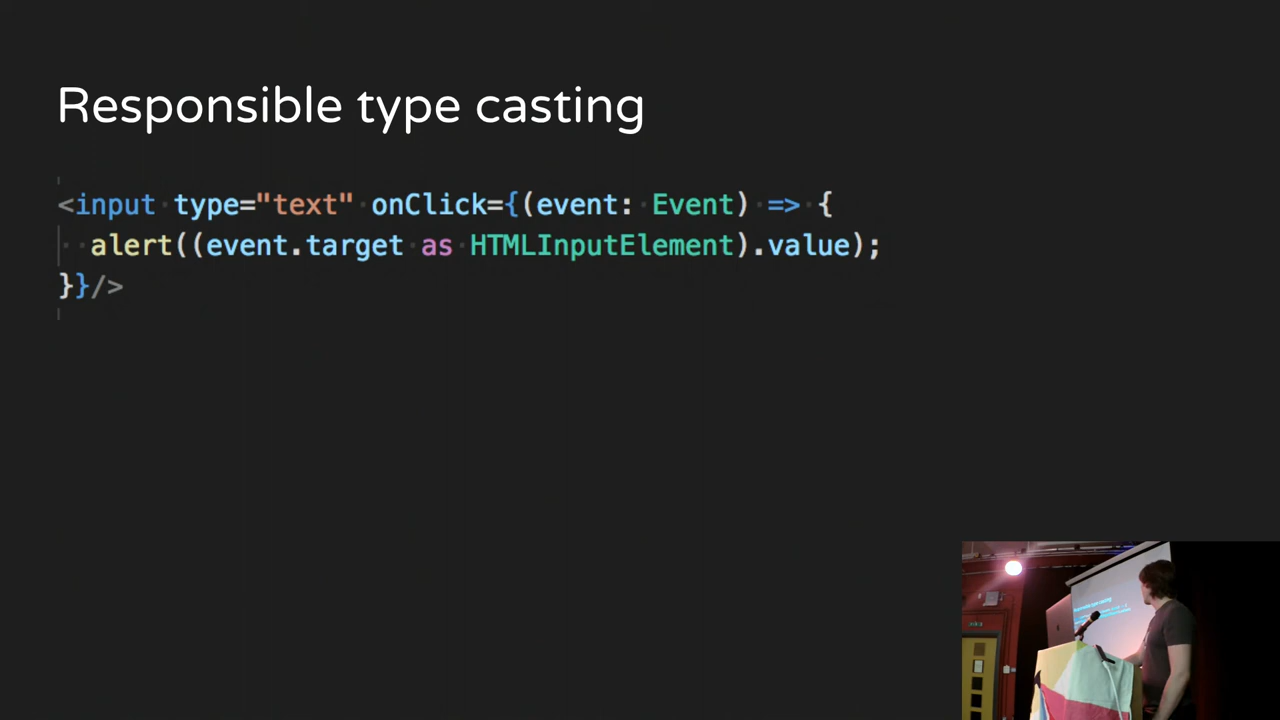 Responsible type casting
<input type="text" onClick={(event: Event) => {
alert((event.target as HTMLInputElement).value);
}}/>